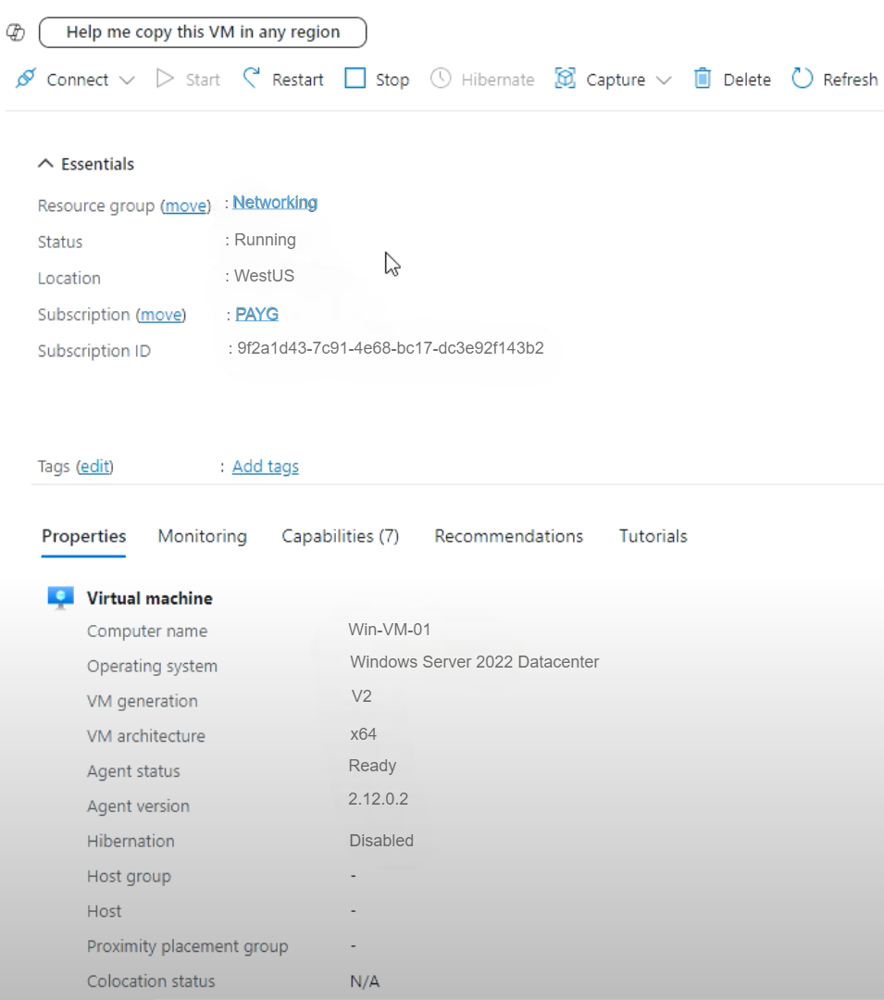 Help me copy this VM in any region
Connect Start Restart Stop Hibernate Capture Delete Refresh
Essentials
Resource group (move) : Networking
Status : Running
Location : WestUS
Subscription (move) : PAYG
Subscription ID : 9f2a1d43-7c91-4e68-bc17-dc3e92f143b2
Tags (edit) : Add tags
Properties Monitoring Capabilities (7) Recommendations Tutorials
Virtual machine
Computer name Win-VM-01
Operating system Windows Server 2022 Datacenter
VM generation V2
VM architecture x64
Agent status Ready
Agent version 2.12.0.2
Hibernation Disabled
Host group -
Host -
Proximity placement group -
Colocation status N/A